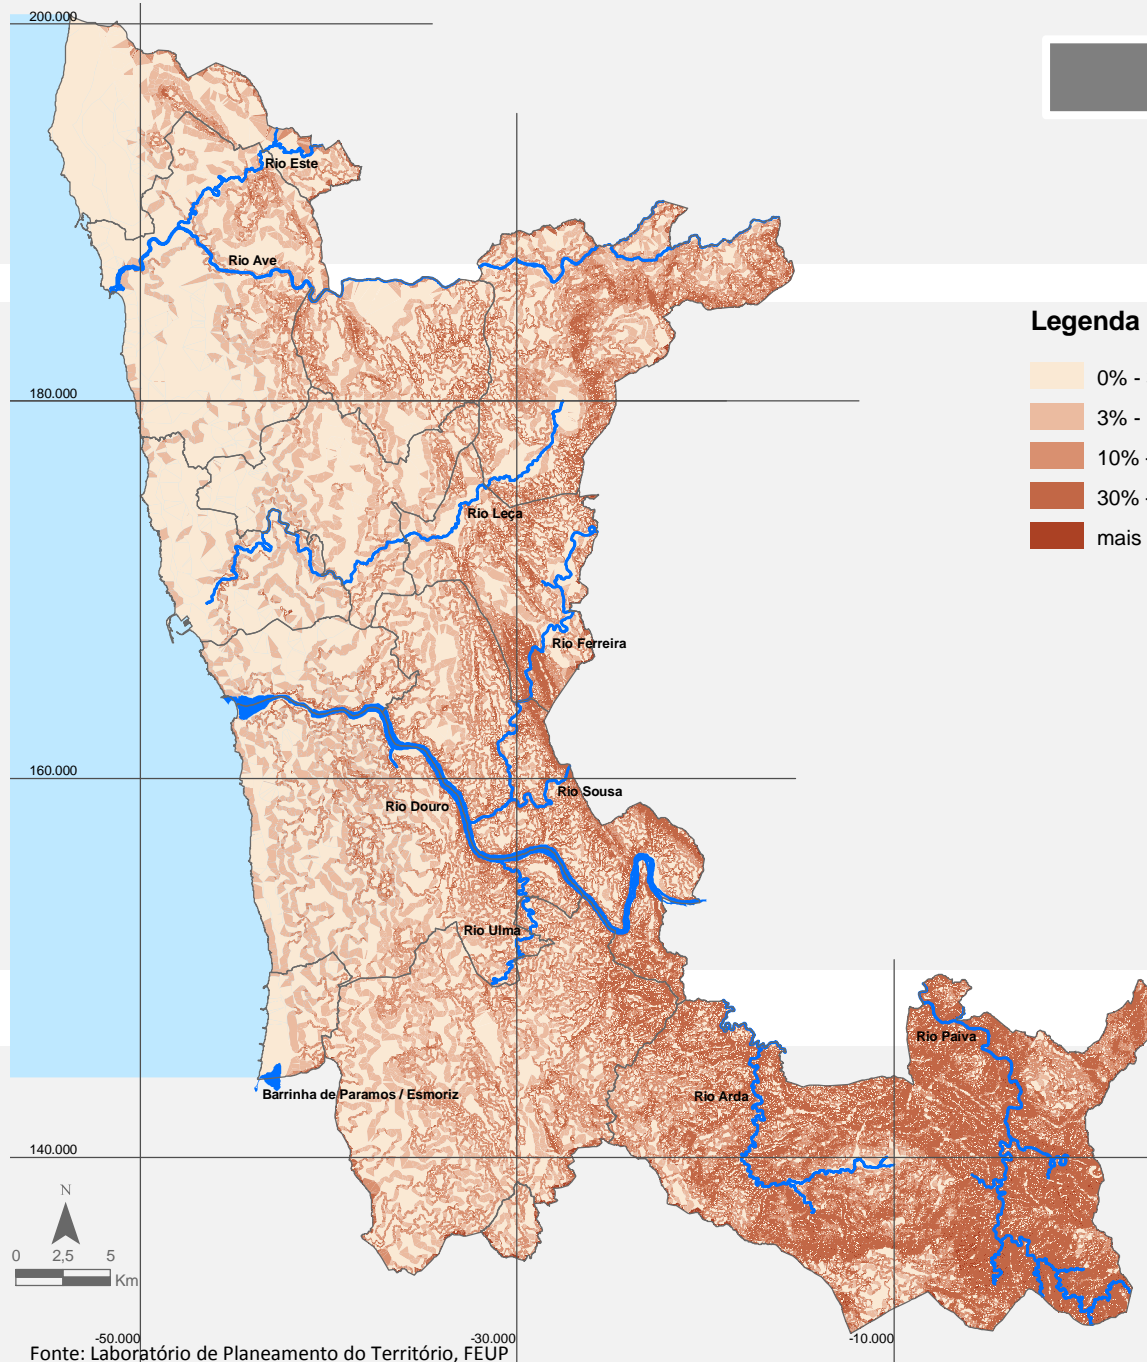 200.000
Rio Este
Rio Ave
Legenda
0% -
180.000
3% -
10% -
30% -
Rio Leça
mais
Rio Ferreira
160.000
Rio Sousa
Rio Douro
Rio Ulma
Rio Paiva
Barrinha de Paramos / Esmoriz
Rio Arda
140.000
N
0 2,5 5
Km
-50.000 -30.000 -10.000
Fonte: Laboratório de Planeamento do Território, FEUP